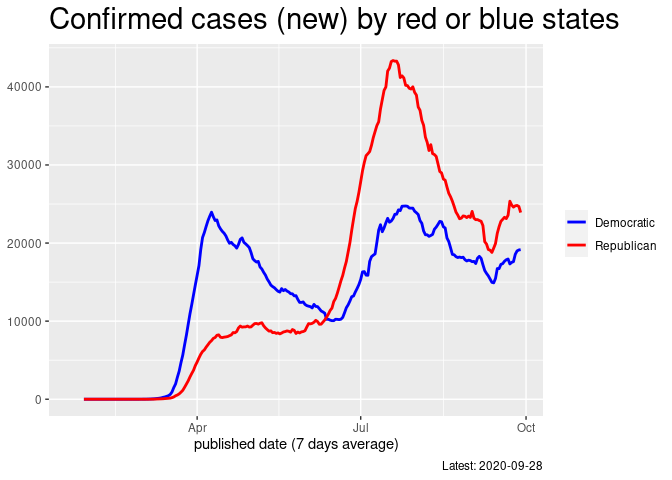 Confirmed cases (new) by red or blue states
40000
30000
20000
10000
0
Apr
Jul
Oct
published date (7 days average)
Democratic
Republican
Latest: 2020-09-28